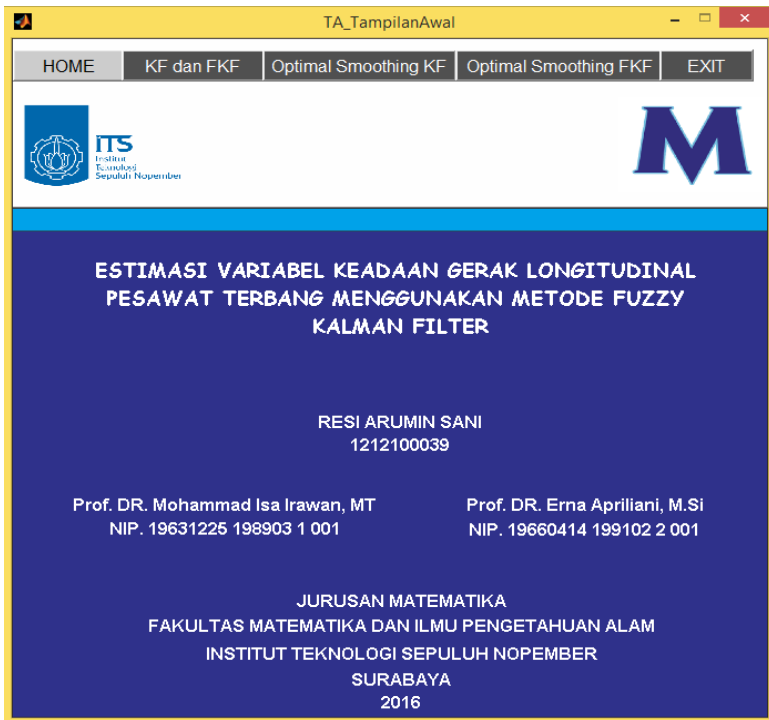 TA_TampilanAwal
HOME KF dan FKF Optimal Smoothing KF Optimal Smoothing FKF EXIT
ITS
Institut
Teknologi
Sepuluh Nopember
M
ESTIMASI VARIABEL KEADAAN GERAK LONGITUDINAL
PESAWAT TERBANG MENGGUNAKAN METODE FUZZY
KALMAN FILTER
RESI ARUMIN SANI
1212100039
Prof. DR. Mohammad Isa Irawan, MT
NIP. 19631225 198903 1 001
Prof. DR. Erna Apriliani, M.Si
NIP. 19660414 199102 2 001
JURUSAN MATEMATIKA
FAKULTAS MATEMATIKA DAN ILMU PENGETAHUAN ALAM
INSTITUT TEKNOLOGI SEPULUH NOPEMBER
SURABAYA
2016